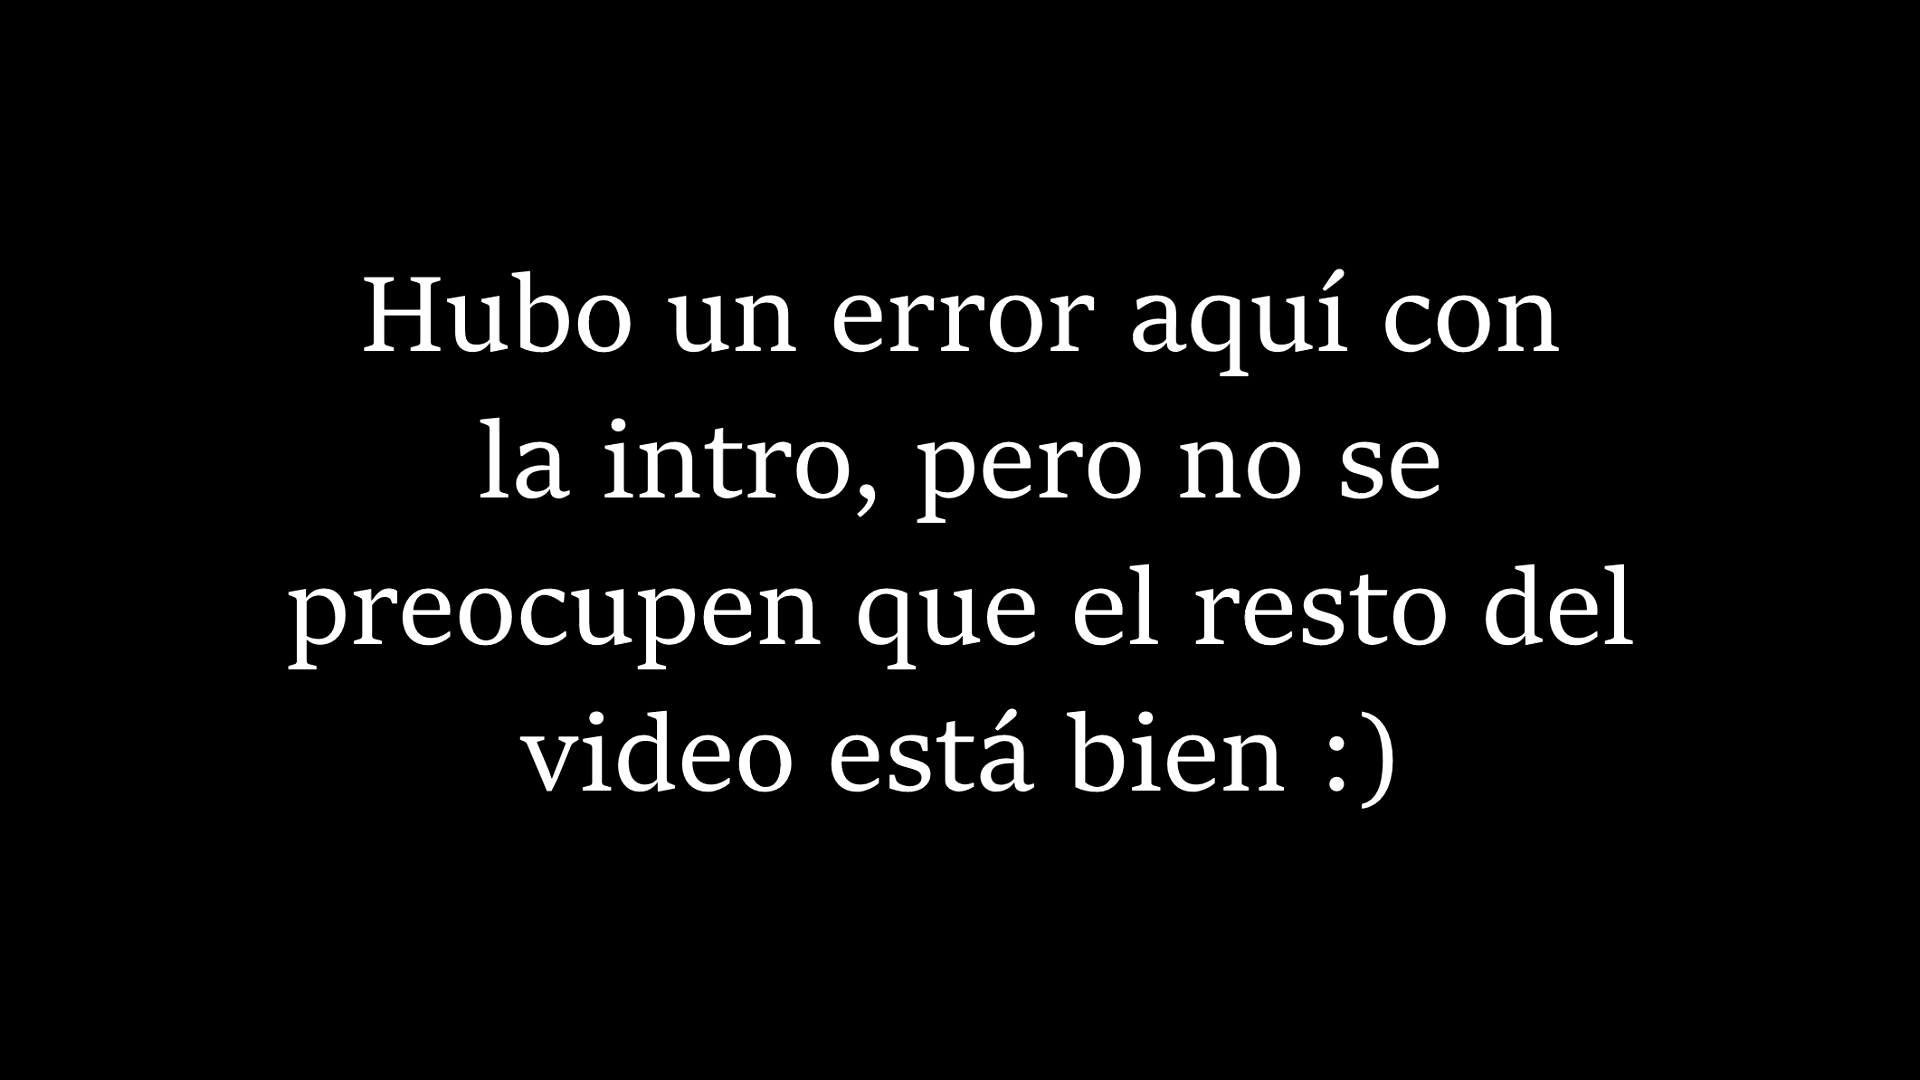 Hubo un error aquí con
la intro, pero no se
preocupen que el resto del
video está bien :)